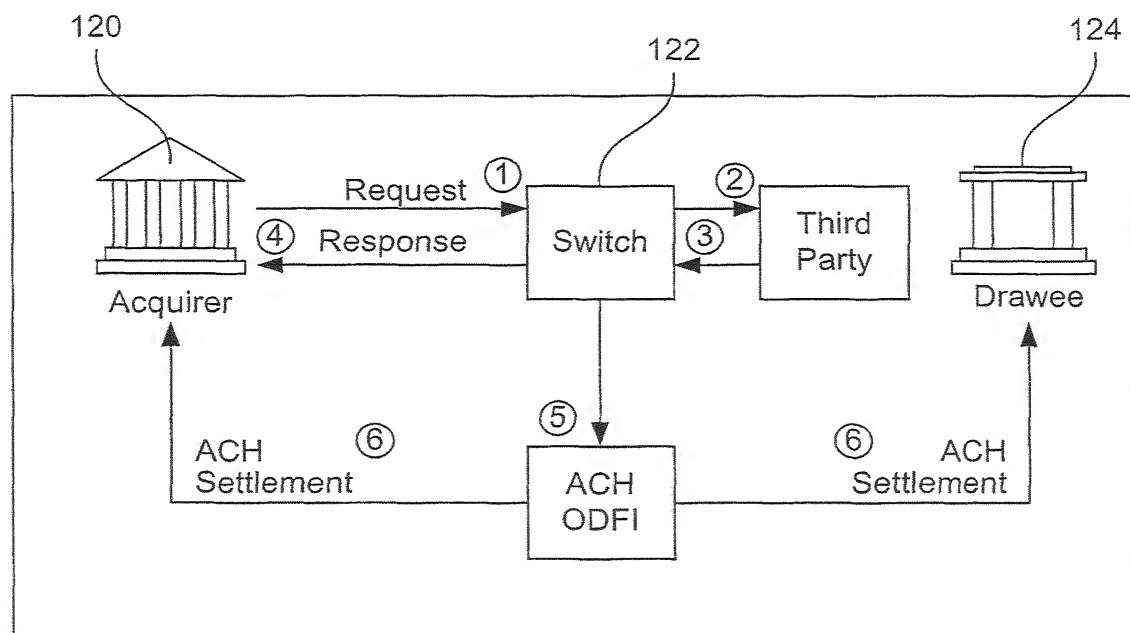 120
122
124
Request
①
②
④
Response
Switch
③
Third
Party
Acquirer
Drawee
⑤
ACH
Settlement
⑥
ACH
ODFI
⑥
ACH
Settlement